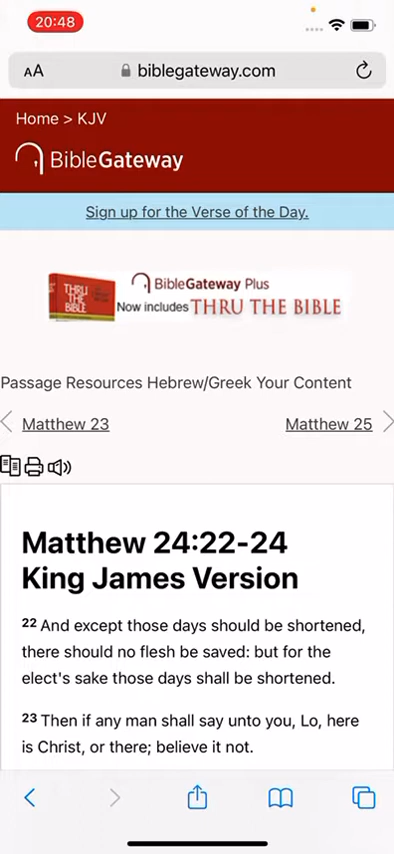 20:48
AA biblegateway.com
Home > KJV
BibleGateway
Sign up for the Verse of the Day.
THRU
THE
BIBLE
BibleGateway Plus
Now includes THRU THE BIBLE
Passage Resources Hebrew/Greek Your Content
Matthew 23
Matthew 25
Matthew 24:22-24
King James Version
22 And except those days should be shortened,
there should no flesh be saved: but for the
elect's sake those days shall be shortened.
23 Then if any man shall say unto you, Lo, here
is Christ, or there; believe it not.